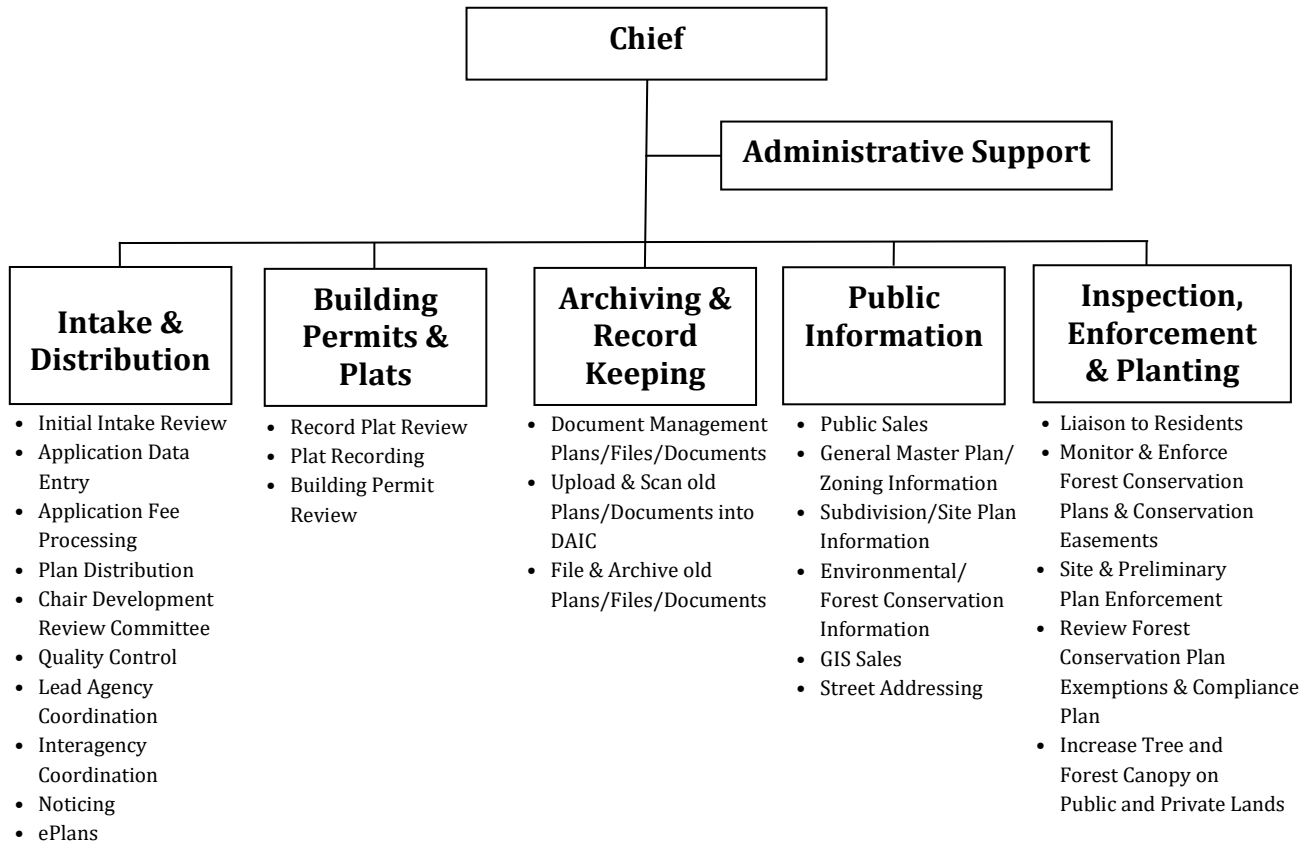 Chief
Administrative Support
Intake &
Distribution
• Initial Intake Review
• Application Data
Entry
• Application Fee
Processing
• Plan Distribution
• Chair Development
Review Committee
• Quality Control
• Lead Agency
Coordination
• Interagency
Coordination
• Noticing
• ePlans
Building
Permits &
Plats
• Record Plat Review
• Plat Recording
• Building Permit
Review
Archiving &
Record
Keeping
• Document Management
Plans/Files/Documents
• Upload & Scan old
Plans/Documents into
DAIC
• File & Archive old
Plans/Files/Documents
Public
Information
• Public Sales
• General Master Plan/
Zoning Information
• Subdivision/Site Plan
Information
• Environmental/
Forest Conservation
Information
• GIS Sales
• Street Addressing
Inspection,
Enforcement
& Planting
• Liaison to Residents
• Monitor & Enforce
Forest Conservation
Plans & Conservation
Easements
• Site & Preliminary
Plan Enforcement
• Review Forest
Conservation Plan
Exemptions & Compliance
Plan
• Increase Tree and
Forest Canopy on
Public and Private Lands